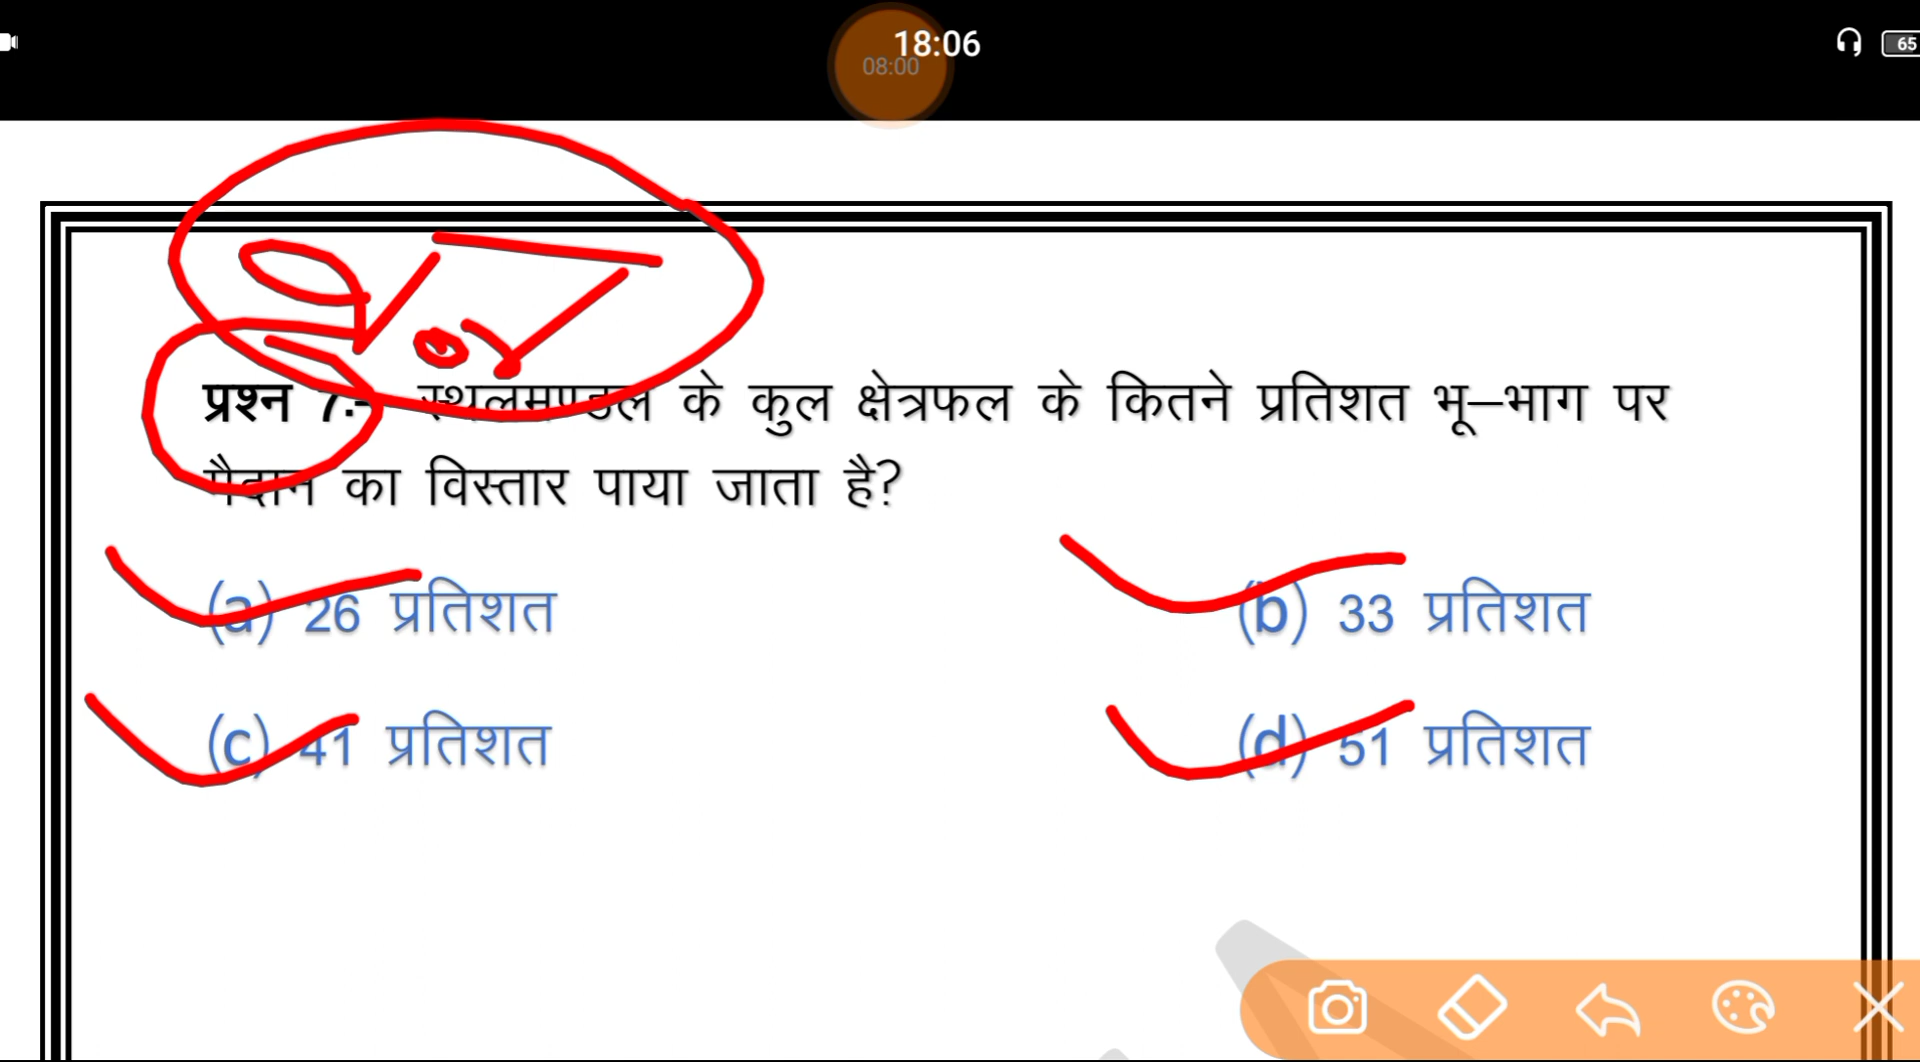 18:06
08:00
65
प्रश्न 7.- स्थलमण्डल के कुल क्षेत्रफल के कितने प्रतिशत भू–भाग पर
मैदान का विस्तार पाया जाता है?
(a) 26 प्रतिशत (b) 33 प्रतिशत
(c) 41 प्रतिशत (d) 51 प्रतिशत